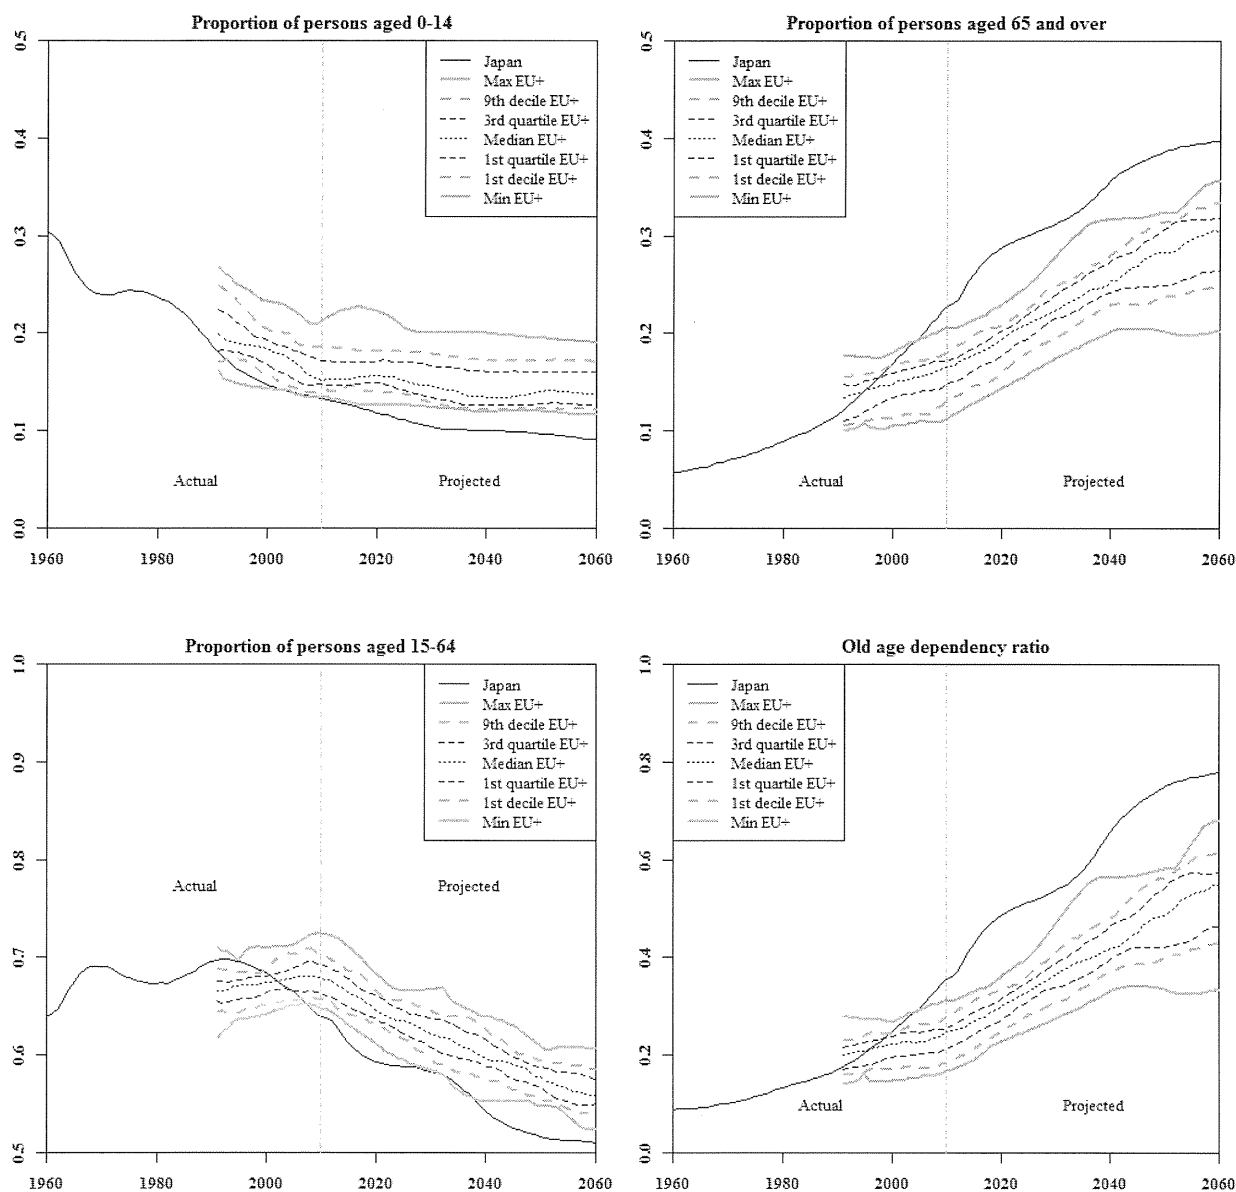 Proportion of persons aged 0-14
0.5
0.4
0.3
0.2
0.1
0.0
Japan
Max EU+
9th decile EU+
3rd quartile EU+
Median EU+
1st quartile EU+
1st decile EU+
Min EU+
Actual
Projected
1960 1980 2000 2020 2040 2060
Proportion of persons aged 65 and over
0.5
0.4
0.3
0.2
0.1
0.0
Japan
Max EU+
9th decile EU+
3rd quartile EU+
Median EU+
1st quartile EU+
1st decile EU+
Min EU+
Actual
Projected
1960 1980 2000 2020 2040 2060
Proportion of persons aged 15-64
1.0
0.9
0.8
0.7
0.6
0.5
Japan
Max EU+
9th decile EU+
3rd quartile EU+
Median EU+
1st quartile EU+
1st decile EU+
Min EU+
Actual
Projected
1960 1980 2000 2020 2040 2060
Old age dependency ratio
1.0
0.8
0.6
0.4
0.2
0.0
Japan
Max EU+
9th decile EU+
3rd quartile EU+
Median EU+
1st quartile EU+
1st decile EU+
Min EU+
Actual
Projected
1960 1980 2000 2020 2040 2060